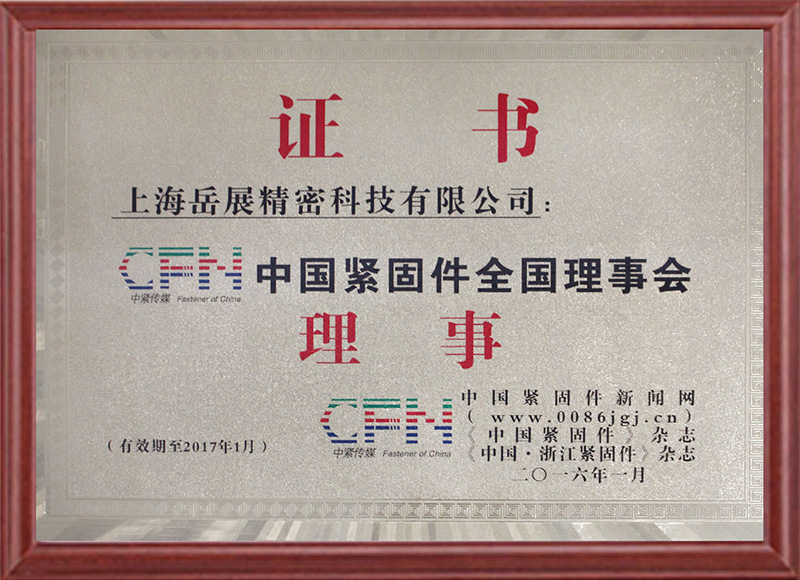 证书
上海岳展精密科技有限公司：
CFN 中国紧固件全国理事会
中紧传媒 Fastener of China
理事
CFN
中紧传媒 Fastener of China
中国紧固件新闻网
(www.0086jgj.cn)
《中国紧固件》杂志
《中国·浙江紧固件》杂志
二〇一六年一月
（有效期至2017年1月）